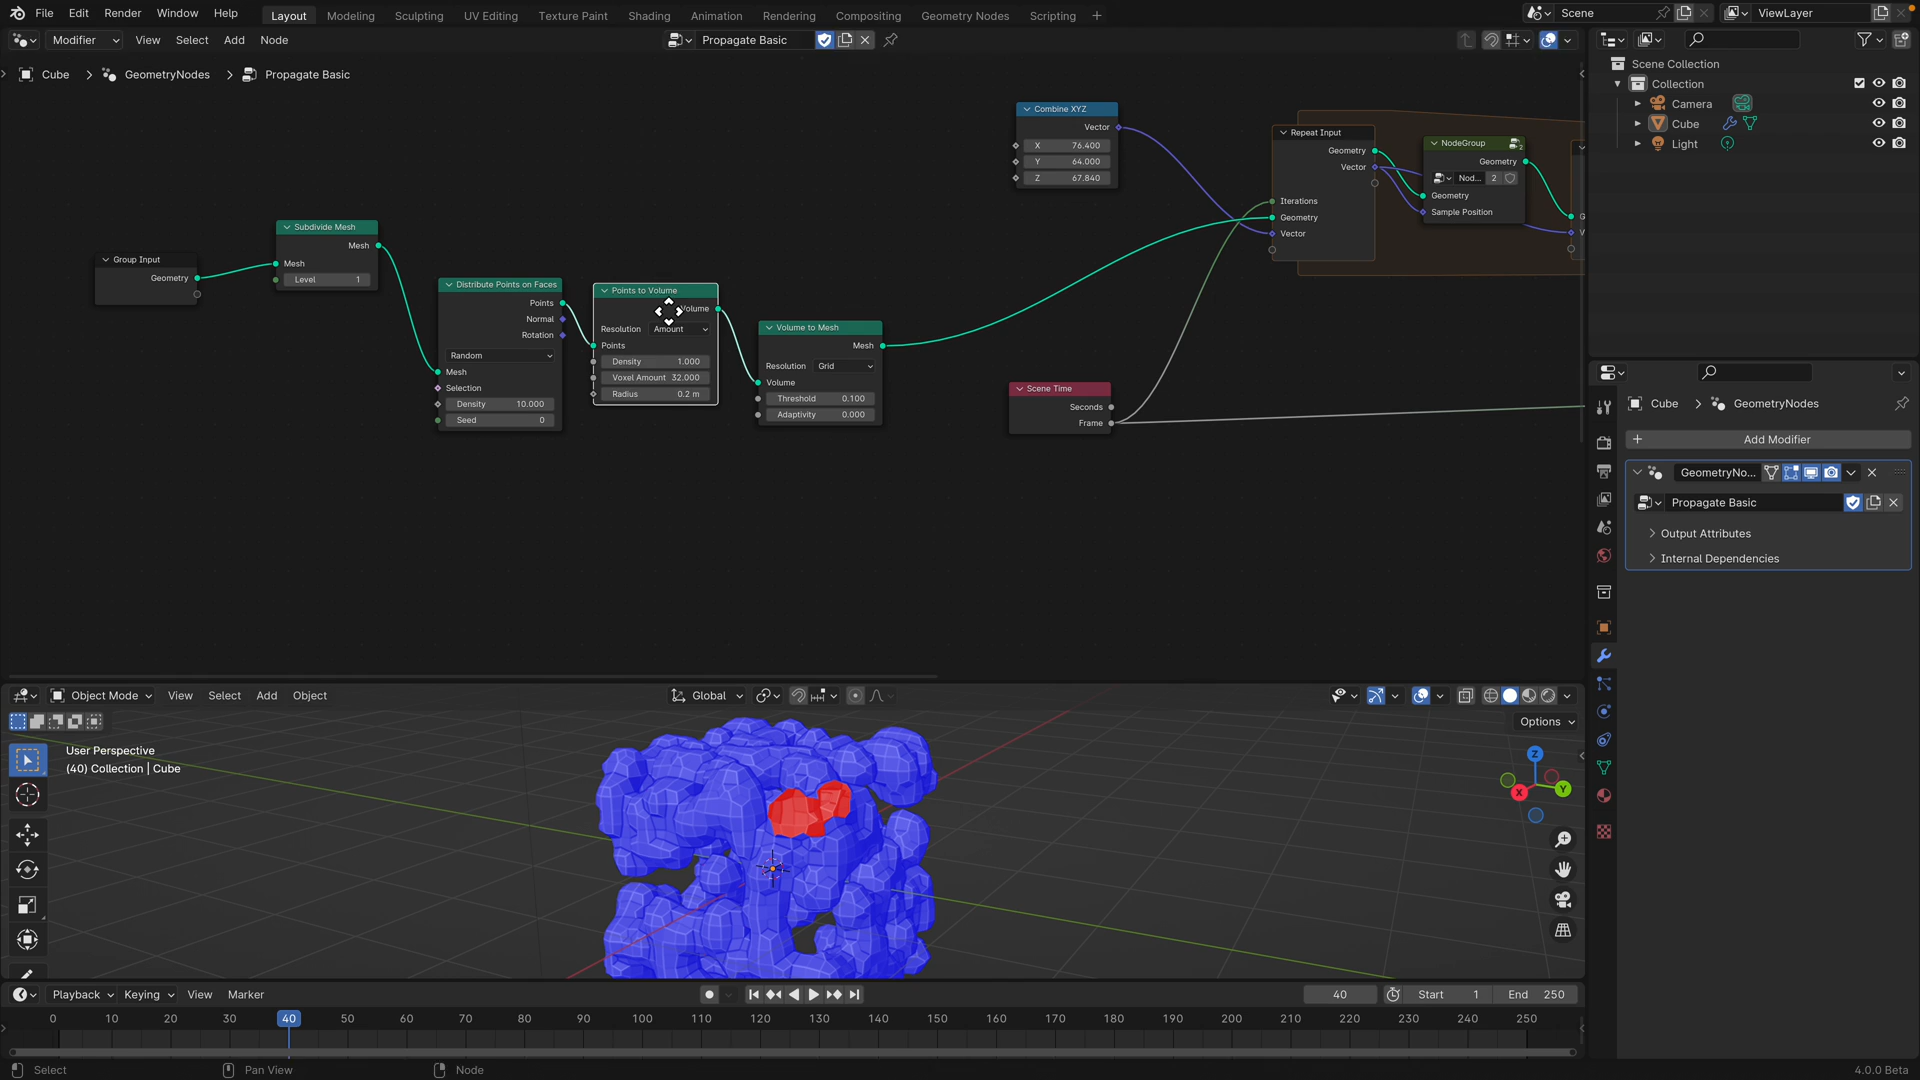 File Edit Render Window Help Layout Modeling Sculpting UV Editing Texture Paint Shading Animation Rendering Compositing Geometry Nodes Scripting + Scene ViewLayer
Modifier View Select Add Node Propagate Basic
Cube > GeometryNodes > Propagate Basic
Scene Collection
Collection
Camera
Cube
Light
Combine XYZ
Vector
X 76.400
Y 64.000
Z 67.840
Repeat Input
Geometry
Vector
Iterations
Geometry
Vector
NodeGroup
Geometry
Nod... 2
Geometry
Sample Position
G
V
Group Input
Geometry
Subdivide Mesh
Mesh
Mesh
Level 1
Distribute Points on Faces
Points
Normal
Rotation
Random
Mesh
Selection
Density 10.000
Seed 0
Points to Volume
Volume
Resolution Amount
Points
Density 1.000
Voxel Amount 32.000
Radius 0.2 m
Volume to Mesh
Mesh
Resolution Grid
Volume
Threshold 0.100
Adaptivity 0.000
Scene Time
Seconds
Frame
Cube > GeometryNodes
+ Add Modifier
GeometryNo...
Propagate Basic
> Output Attributes
> Internal Dependencies
Object Mode View Select Add Object Global
Options
User Perspective
(40) Collection | Cube
Z
X
Y
Playback Keying View Marker 40 Start 1 End 250
0 10 20 30 40 50 60 70 80 90 100 110 120 130 140 150 160 170 180 190 200 210 220 230 240 250
Select Pan View Node 4.0.0 Beta